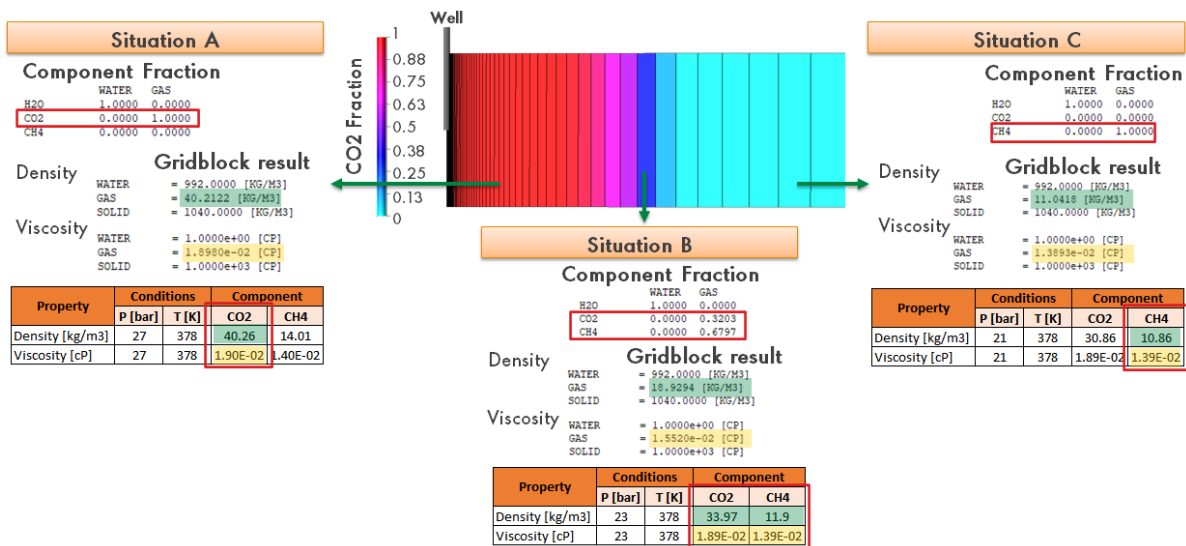 Well
Situation A
Component Fraction
WATER GAS
H2O 1.0000 0.0000
CO2 0.0000 1.0000
CH4 0.0000 0.0000
Density
Gridblock result
WATER = 992.0000 [KG/M3]
GAS = 40.2122 [KG/M3]
SOLID = 1040.0000 [KG/M3]
Viscosity
WATER = 1.0000e+00 [CP]
GAS = 1.8980e-02 [CP]
SOLID = 1.0000e+03 [CP]
Property Conditions Component
P [bar] T [K] CO2 CH4
Density [kg/m3] 27 378 40.26 14.01
Viscosity [cP] 27 378 1.90E-02 1.40E-02
CO2 Fraction
1
0.88
0.75
0.63
0.5
0.38
0.25
0.13
0
Situation B
Component Fraction
WATER GAS
H2O 1.0000 0.0000
CO2 0.0000 0.3203
CH4 0.0000 0.6797
Density
Gridblock result
WATER = 992.0000 [KG/M3]
GAS = 18.9294 [KG/M3]
SOLID = 1040.0000 [KG/M3]
Viscosity
WATER = 1.0000e+00 [CP]
GAS = 1.5520e-02 [CP]
SOLID = 1.0000e+03 [CP]
Property Conditions Component
P [bar] T [K] CO2 CH4
Density [kg/m3] 23 378 33.97 11.9
Viscosity [cP] 23 378 1.89E-02 1.39E-02
Situation C
Component Fraction
WATER GAS
H2O 1.0000 0.0000
CO2 0.0000 0.0000
CH4 0.0000 1.0000
Density
Gridblock result
WATER = 992.0000 [KG/M3]
GAS = 11.0418 [KG/M3]
SOLID = 1040.0000 [KG/M3]
Viscosity
WATER = 1.0000e+00 [CP]
GAS = 1.3893e-02 [CP]
SOLID = 1.0000e+03 [CP]
Property Conditions Component
P [bar] T [K] CO2 CH4
Density [kg/m3] 21 378 30.86 10.86
Viscosity [cP] 21 378 1.89E-02 1.39E-02